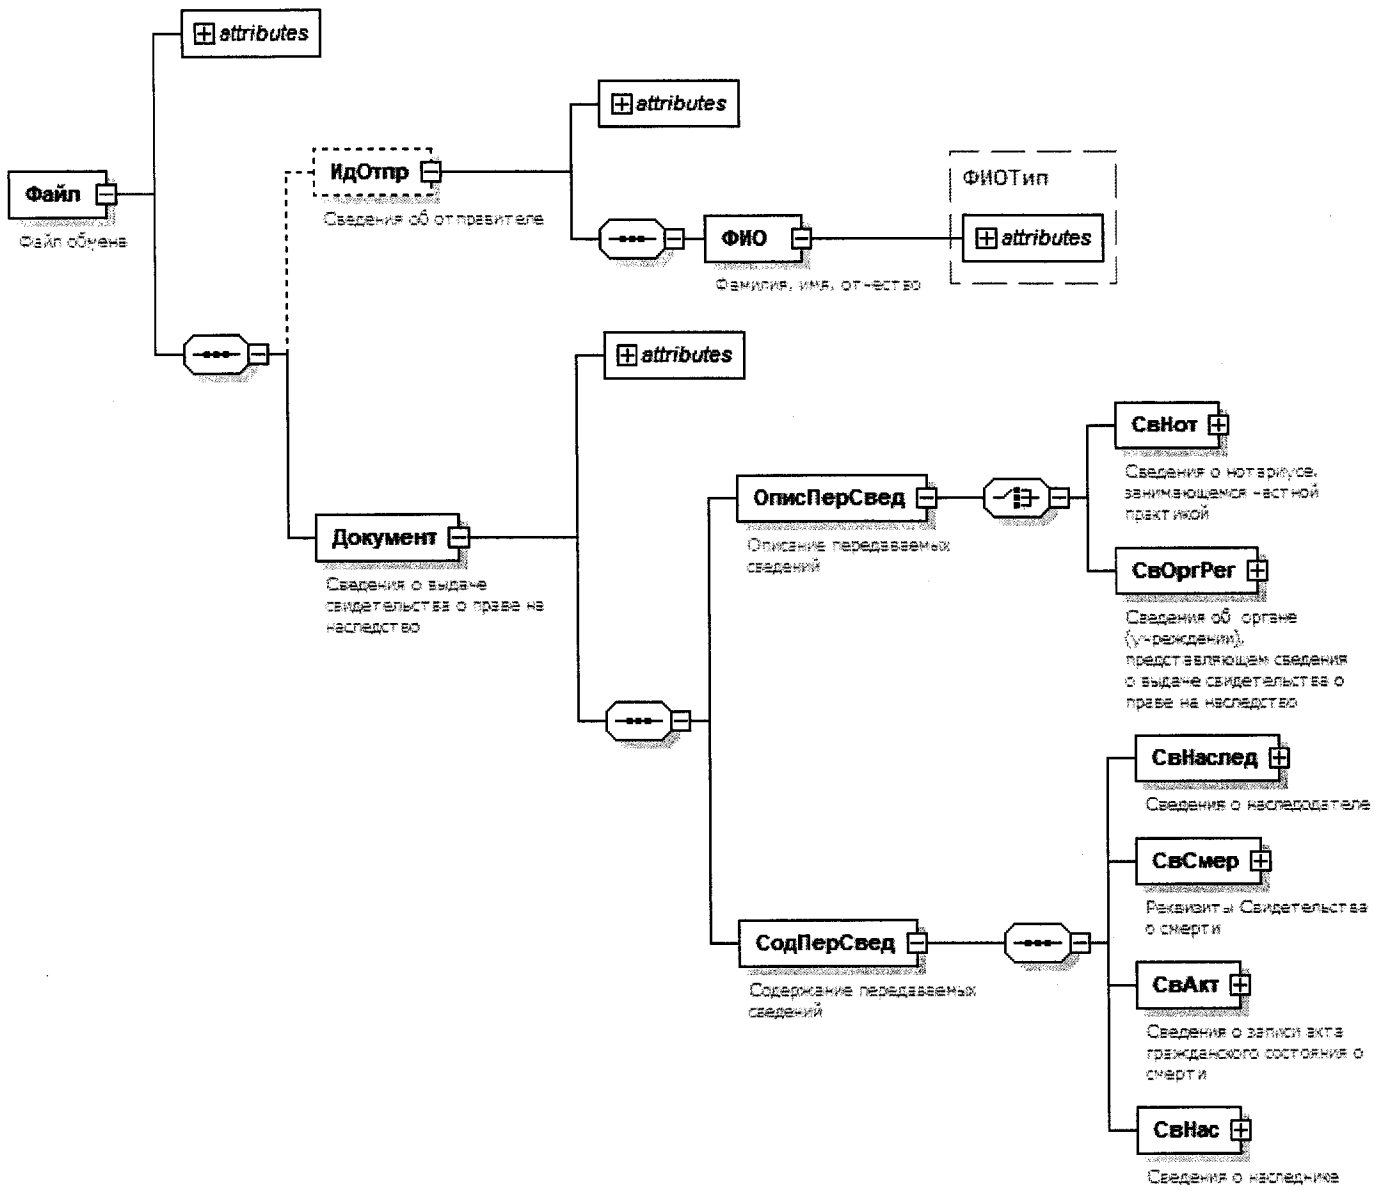 attributes
attributes
ИдОтпр
Сведения об отправителе
ФИОТип
Файл
Файл обмена
ФИО
Фамилия, имя, отчество
attributes
attributes
СвНот
Сведения о нотариусе,
занимающемся частной
практикой
ОписПерСвед
Описание передаваемых
сведений
Документ
Сведения о выдаче
свидетельства о праве на
наследство
СвОргРег
Сведения об органе
(учреждении),
представляющем сведения
о выдаче свидетельства о
праве на наследство
СвНаслед
Сведения о наследодателе
СвСмер
Реквизиты Свидетельства
о смерти
СодПерСвед
Содержание передаваемых
сведений
СвАкт
Сведения о записи акта
гражданского состояния о
смерти
СвНас
Сведения о наследнике